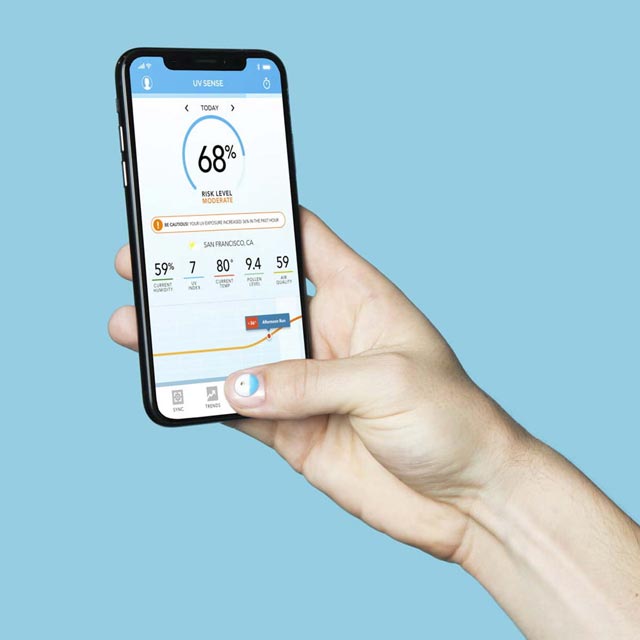 UV SENSE
TODAY
68%
RISK LEVEL
MODERATE
BE CAUTIOUS! YOUR UV EXPOSURE INCREASED 36% IN THE PAST HOUR
SAN FRANCISCO, CA
59% 7 80° 9.4 59
CURRENT HUMIDITY UV INDEX CURRENT TEMP POLLEN LEVEL AIR QUALITY
Afternoon Run
SYNC TRENDS